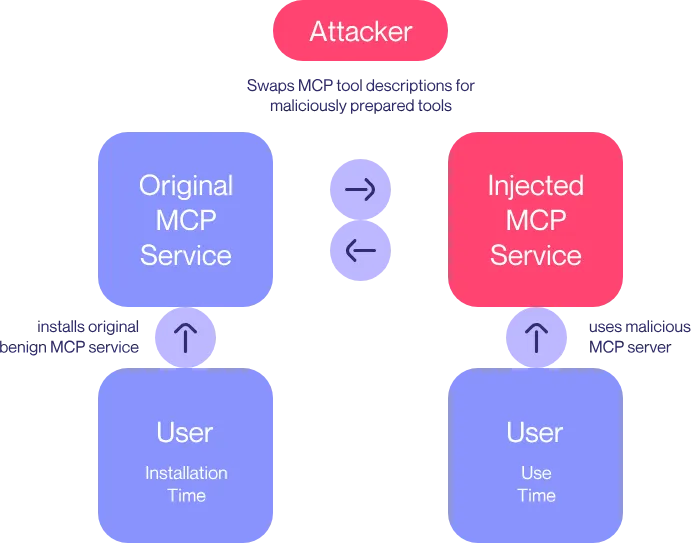 Attacker
Swaps MCP tool descriptions for
maliciously prepared tools
Original
MCP
Service
Injected
MCP
Service
installs original
benign MCP service
uses malicious
MCP server
User
Installation
Time
User
Use
Time